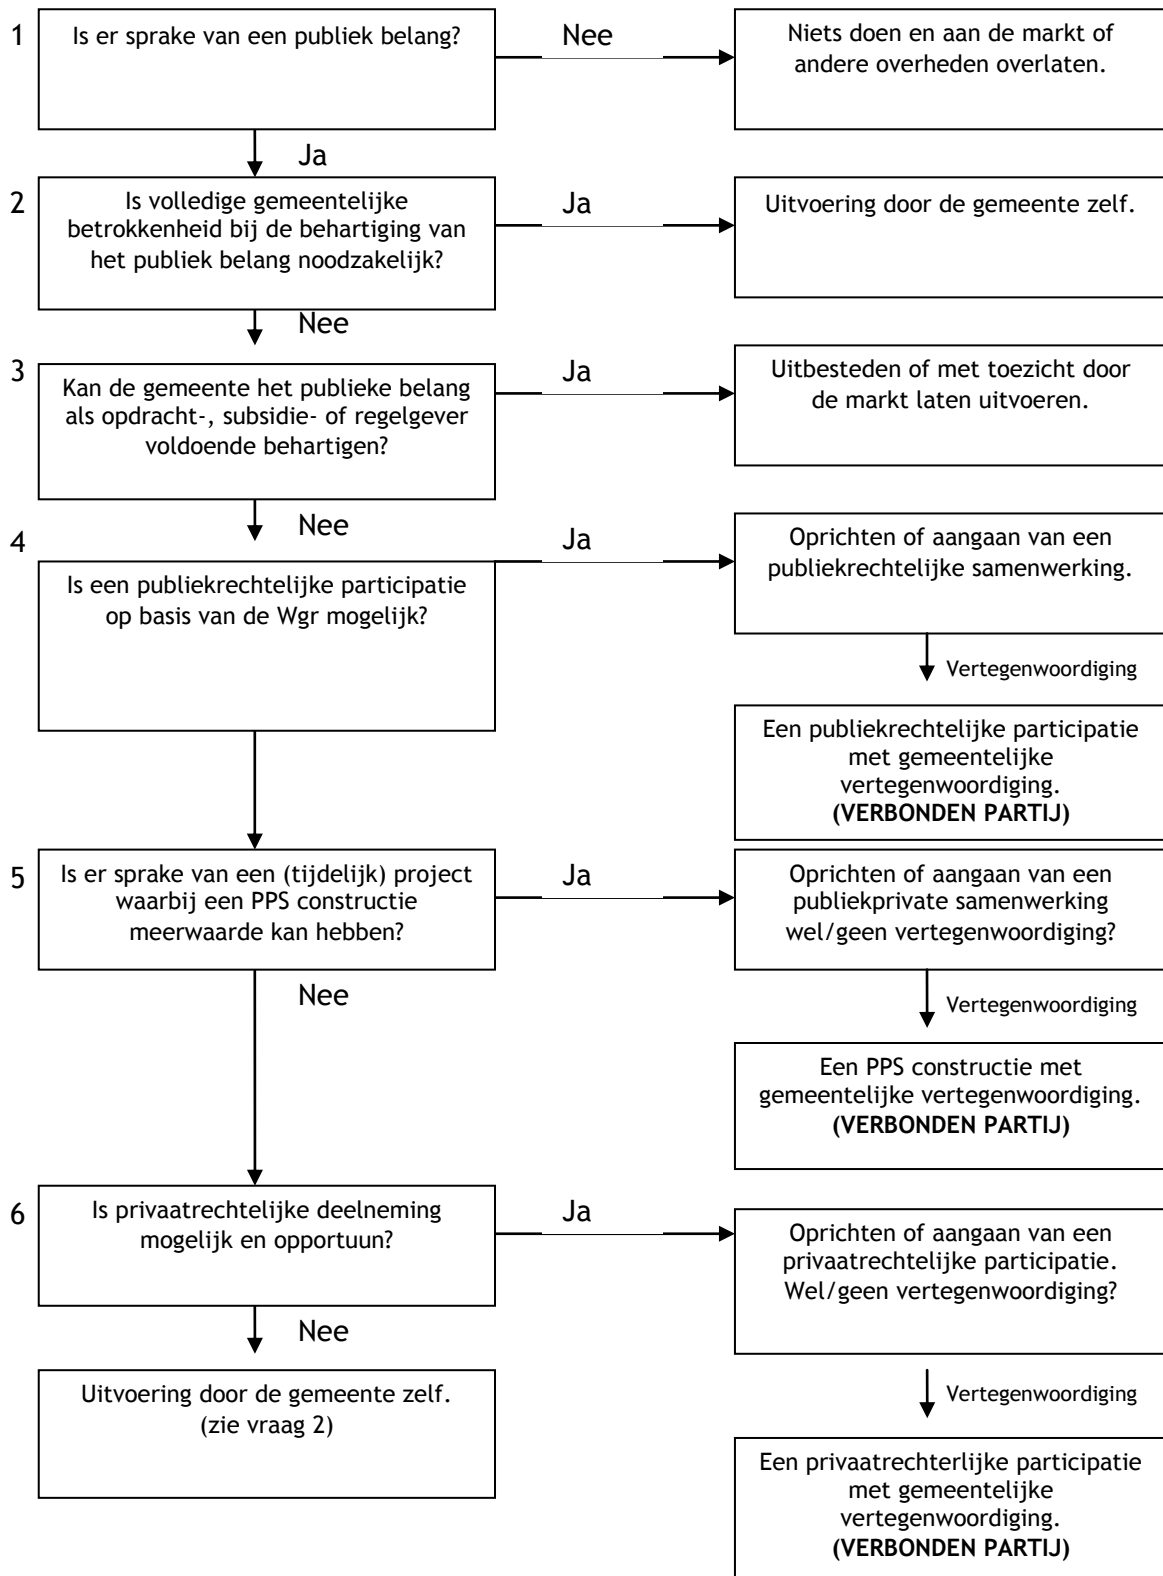 1
Is er sprake van een publiek belang?
Nee
Niets doen en aan de markt of
andere overheden overlaten.
Ja
2
Is volledige gemeentelijke
betrokkenheid bij de behartiging van
het publiek belang noodzakelijk?
Ja
Uitvoering door de gemeente zelf.
Nee
3
Kan de gemeente het publieke belang
als opdracht-, subsidie- of regelgever
voldoende behartigen?
Ja
Uitbesteden of met toezicht door
de markt laten uitvoeren.
Nee
4
Is een publiekrechtelijke participatie
op basis van de Wgr mogelijk?
Ja
Oprichten of aangaan van een
publiekrechtelijke samenwerking.
Vertegenwoordiging
Een publiekrechtelijke participatie
met gemeentelijke
vertegenwoordiging.
(VERBONDEN PARTIJ)
5
Is er sprake van een (tijdelijk) project
waarbij een PPS constructie
meerwaarde kan hebben?
Ja
Oprichten of aangaan van een
publiekprivate samenwerking
wel/geen vertegenwoordiging?
Nee
Vertegenwoordiging
Een PPS constructie met
gemeentelijke vertegenwoordiging.
(VERBONDEN PARTIJ)
6
Is privaatrechtelijke deelneming
mogelijk en opportuun?
Ja
Oprichten of aangaan van een
privaatrechtelijke participatie.
Wel/geen vertegenwoordiging?
Nee
Uitvoering door de gemeente zelf.
(zie vraag 2)
Vertegenwoordiging
Een privaatrechterlijke participatie
met gemeentelijke
vertegenwoordiging.
(VERBONDEN PARTIJ)